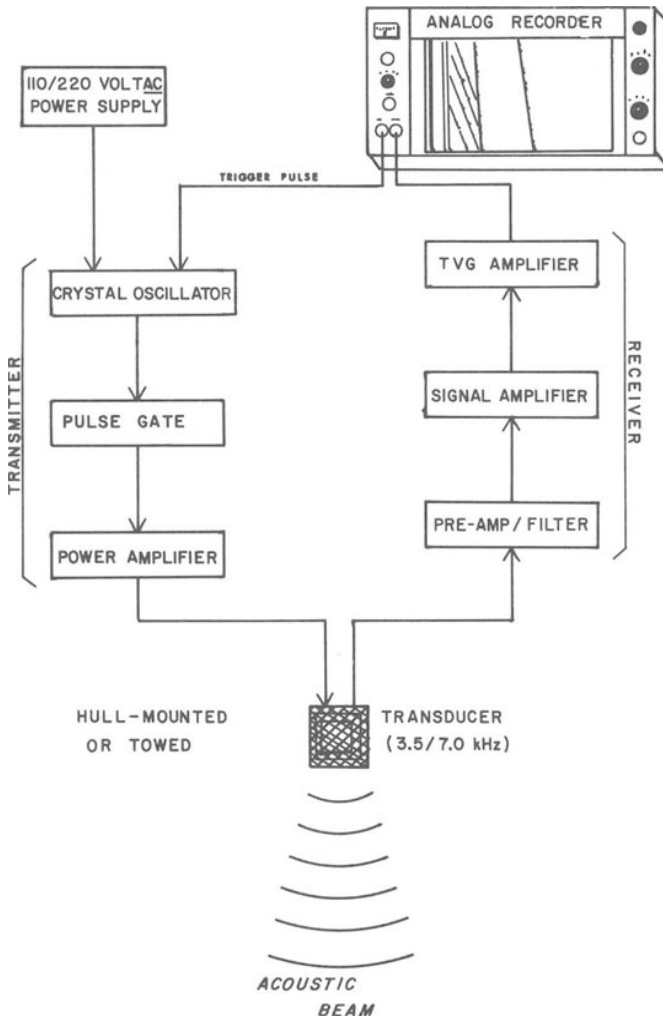 ANALOG RECORDER
110/220 VOLT AC
POWER SUPPLY
TRIGGER PULSE
TRANSMITTER
CRYSTAL OSCILLATOR
PULSE GATE
POWER AMPLIFIER
TVG AMPLIFIER
SIGNAL AMPLIFIER
PRE-AMP/FILTER
RECEIVER
HULL-MOUNTED
OR TOWED
TRANSDUCER
(3.5/7.0 kHz)
ACOUSTIC
BEAM